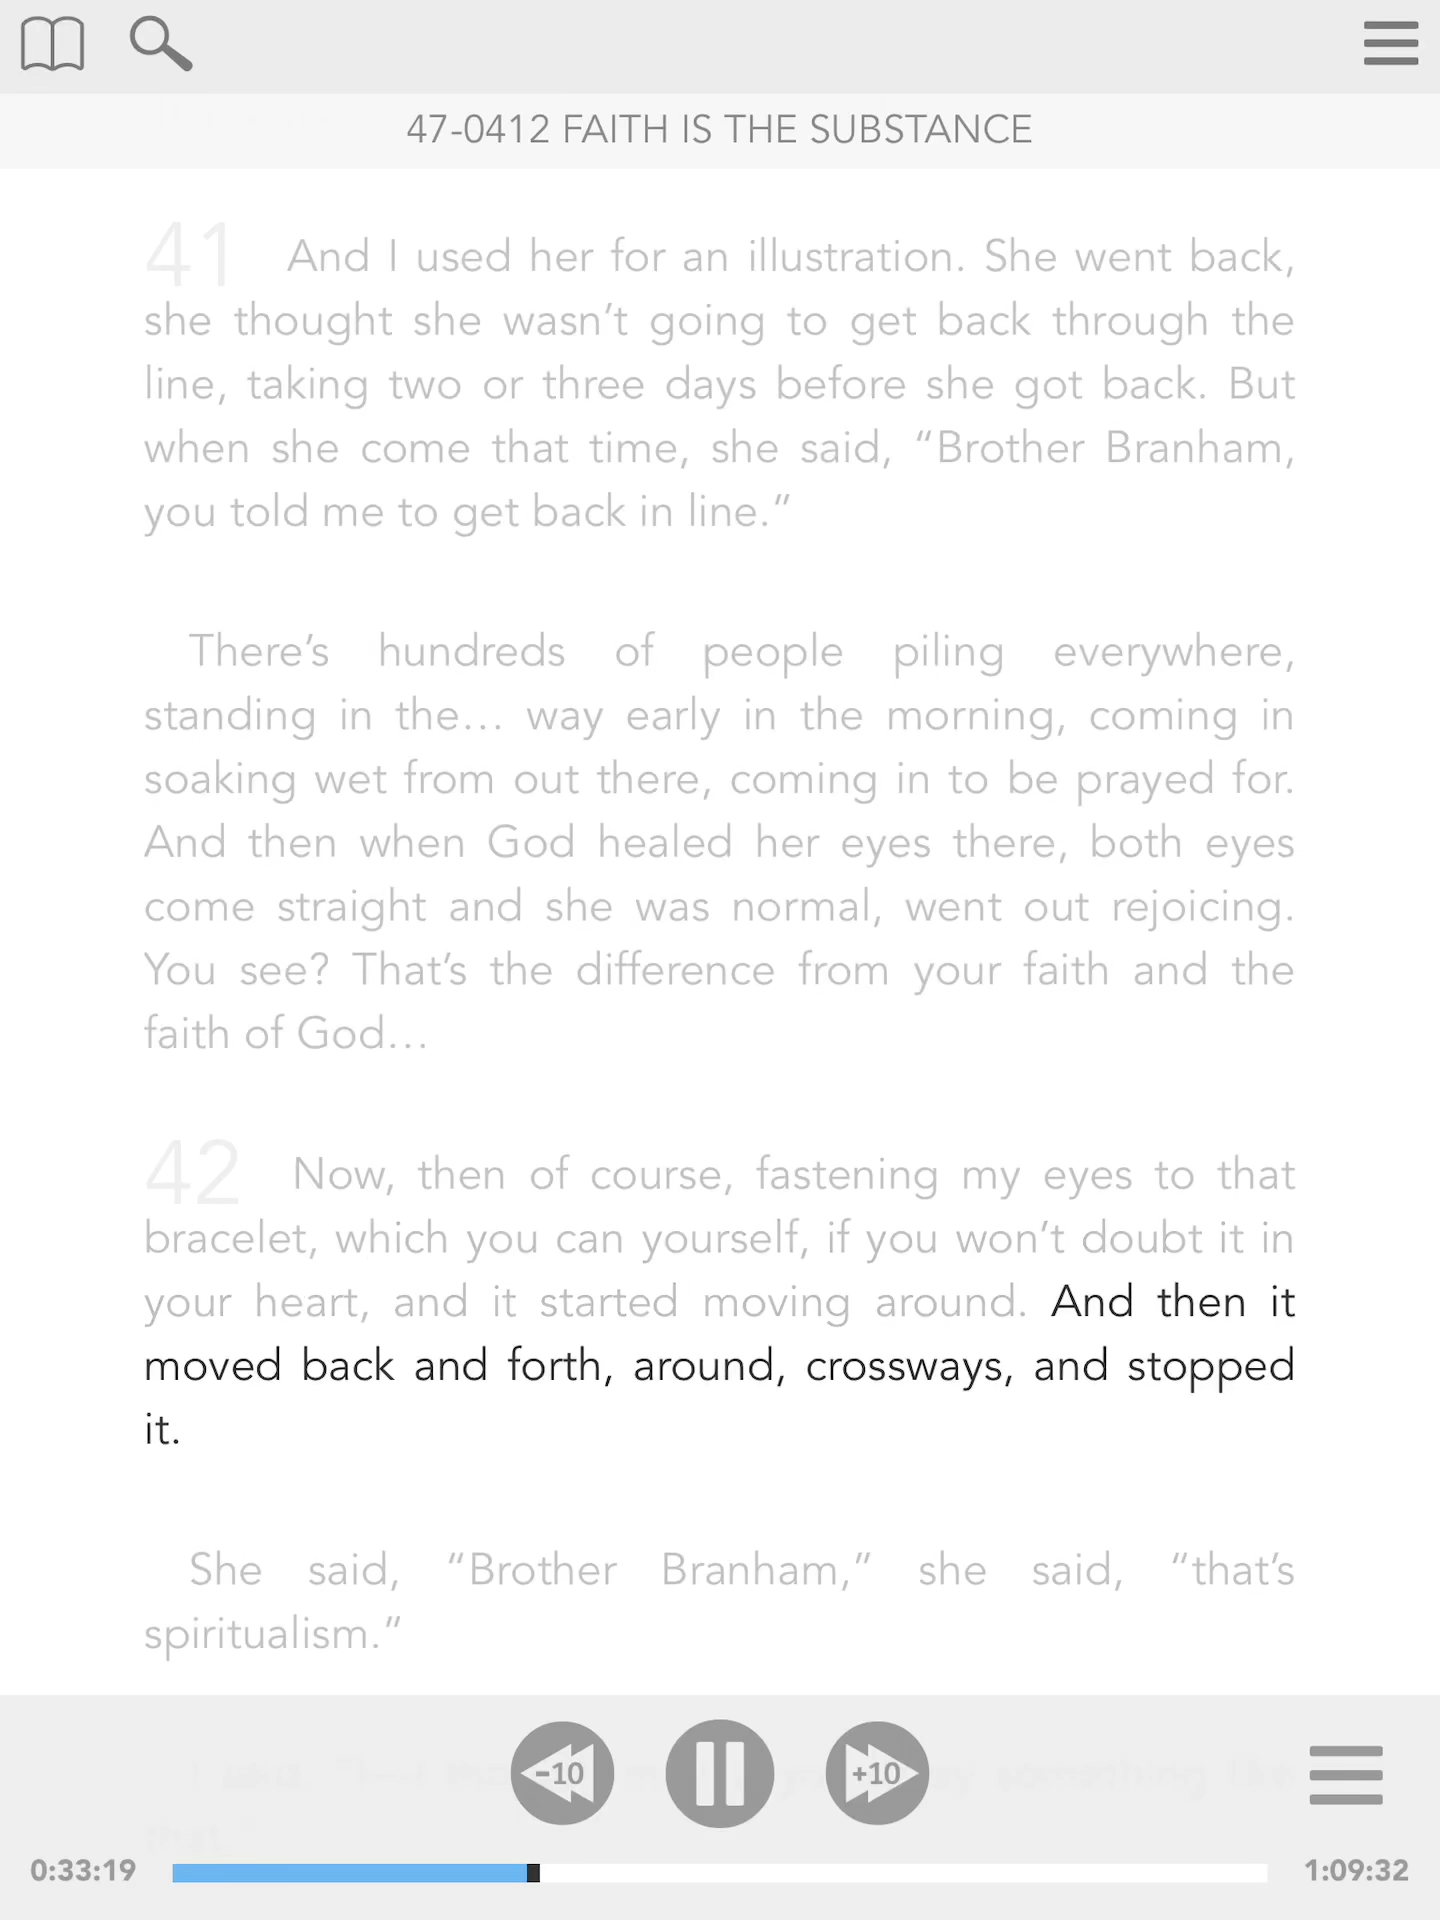 47-0412 FAITH IS THE SUBSTANCE
41 And I used her for an illustration. She went back,
she thought she wasn’t going to get back through the
line, taking two or three days before she got back. But
when she come that time, she said, “Brother Branham,
you told me to get back in line.”
There’s hundreds of people piling everywhere,
standing in the… way early in the morning, coming in
soaking wet from out there, coming in to be prayed for.
And then when God healed her eyes there, both eyes
come straight and she was normal, went out rejoicing.
You see? That’s the difference from your faith and the
faith of God…
42 Now, then of course, fastening my eyes to that
bracelet, which you can yourself, if you won’t doubt it in
your heart, and it started moving around. And then it
moved back and forth, around, crossways, and stopped
it.
She said, “Brother Branham,” she said, “that’s
spiritualism.”
-10 +10
0:33:19 1:09:32